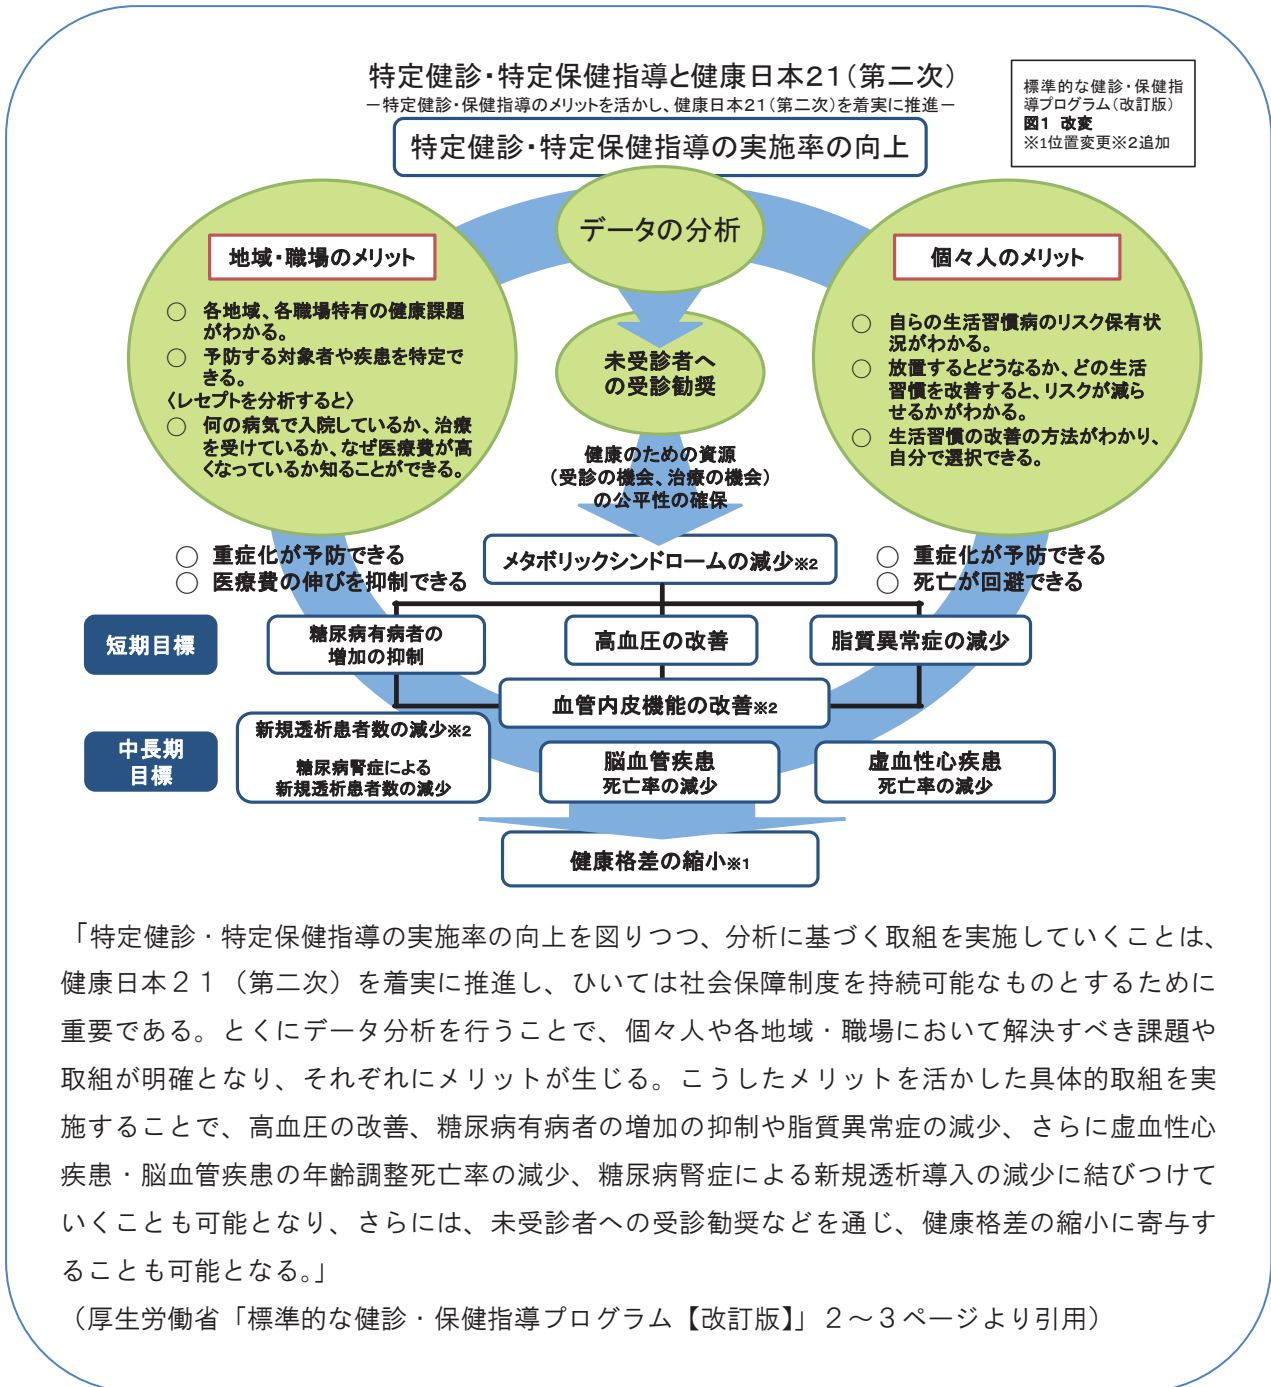 特定健診・特定保健指導と健康日本21（第二次）
－特定健診・保健指導のメリットを活かし、健康日本21（第二次）を着実に推進－
標準的な健診・保健指
導プログラム（改訂版）
図1 改変
※1位置変更※2追加
特定健診・特定保健指導の実施率の向上
データの分析
地域・職場のメリット
○ 各地域、各職場特有の健康課題
がわかる。
○ 予防する対象者や疾患を特定で
きる。
〈レセプトを分析すると〉
○ 何の病気で入院しているか、治療
を受けているか、なぜ医療費が高
くなっているか知ることができる。
未受診者へ
の受診勧奨
個々人のメリット
○ 自らの生活習慣病のリスク保有状
況がわかる。
○ 放置するとどうなるか、どの生活
習慣を改善すると、リスクが減ら
せるかがわかる。
○ 生活習慣の改善の方法がわかり、
自分で選択できる。
健康のための資源
（受診の機会、治療の機会）
の公平性の確保
○ 重症化が予防できる
○ 医療費の伸びを抑制できる
メタボリックシンドロームの減少※2
○ 重症化が予防できる
○ 死亡が回避できる
短期目標
糖尿病有病者の
増加の抑制
高血圧の改善
脂質異常症の減少
血管内皮機能の改善※2
中長期
目標
新規透析患者数の減少※2
糖尿病腎症による
新規透析患者数の減少
脳血管疾患
死亡率の減少
虚血性心疾患
死亡率の減少
健康格差の縮小※1
「特定健診・特定保健指導の実施率の向上を図りつつ、分析に基づく取組を実施していくことは、
健康日本２１（第二次）を着実に推進し、ひいては社会保障制度を持続可能なものとするために
重要である。とくにデータ分析を行うことで、個々人や各地域・職場において解決すべき課題や
取組が明確となり、それぞれにメリットが生じる。こうしたメリットを活かした具体的取組を実
施することで、高血圧の改善、糖尿病有病者の増加の抑制や脂質異常症の減少、さらに虚血性心
疾患・脳血管疾患の年齢調整死亡率の減少、糖尿病腎症による新規透析導入の減少に結びつけて
いくことも可能となり、さらには、未受診者への受診勧奨などを通じ、健康格差の縮小に寄与す
ることも可能となる。」
（厚生労働省「標準的な健診・保健指導プログラム【改訂版】」２～３ページより引用）